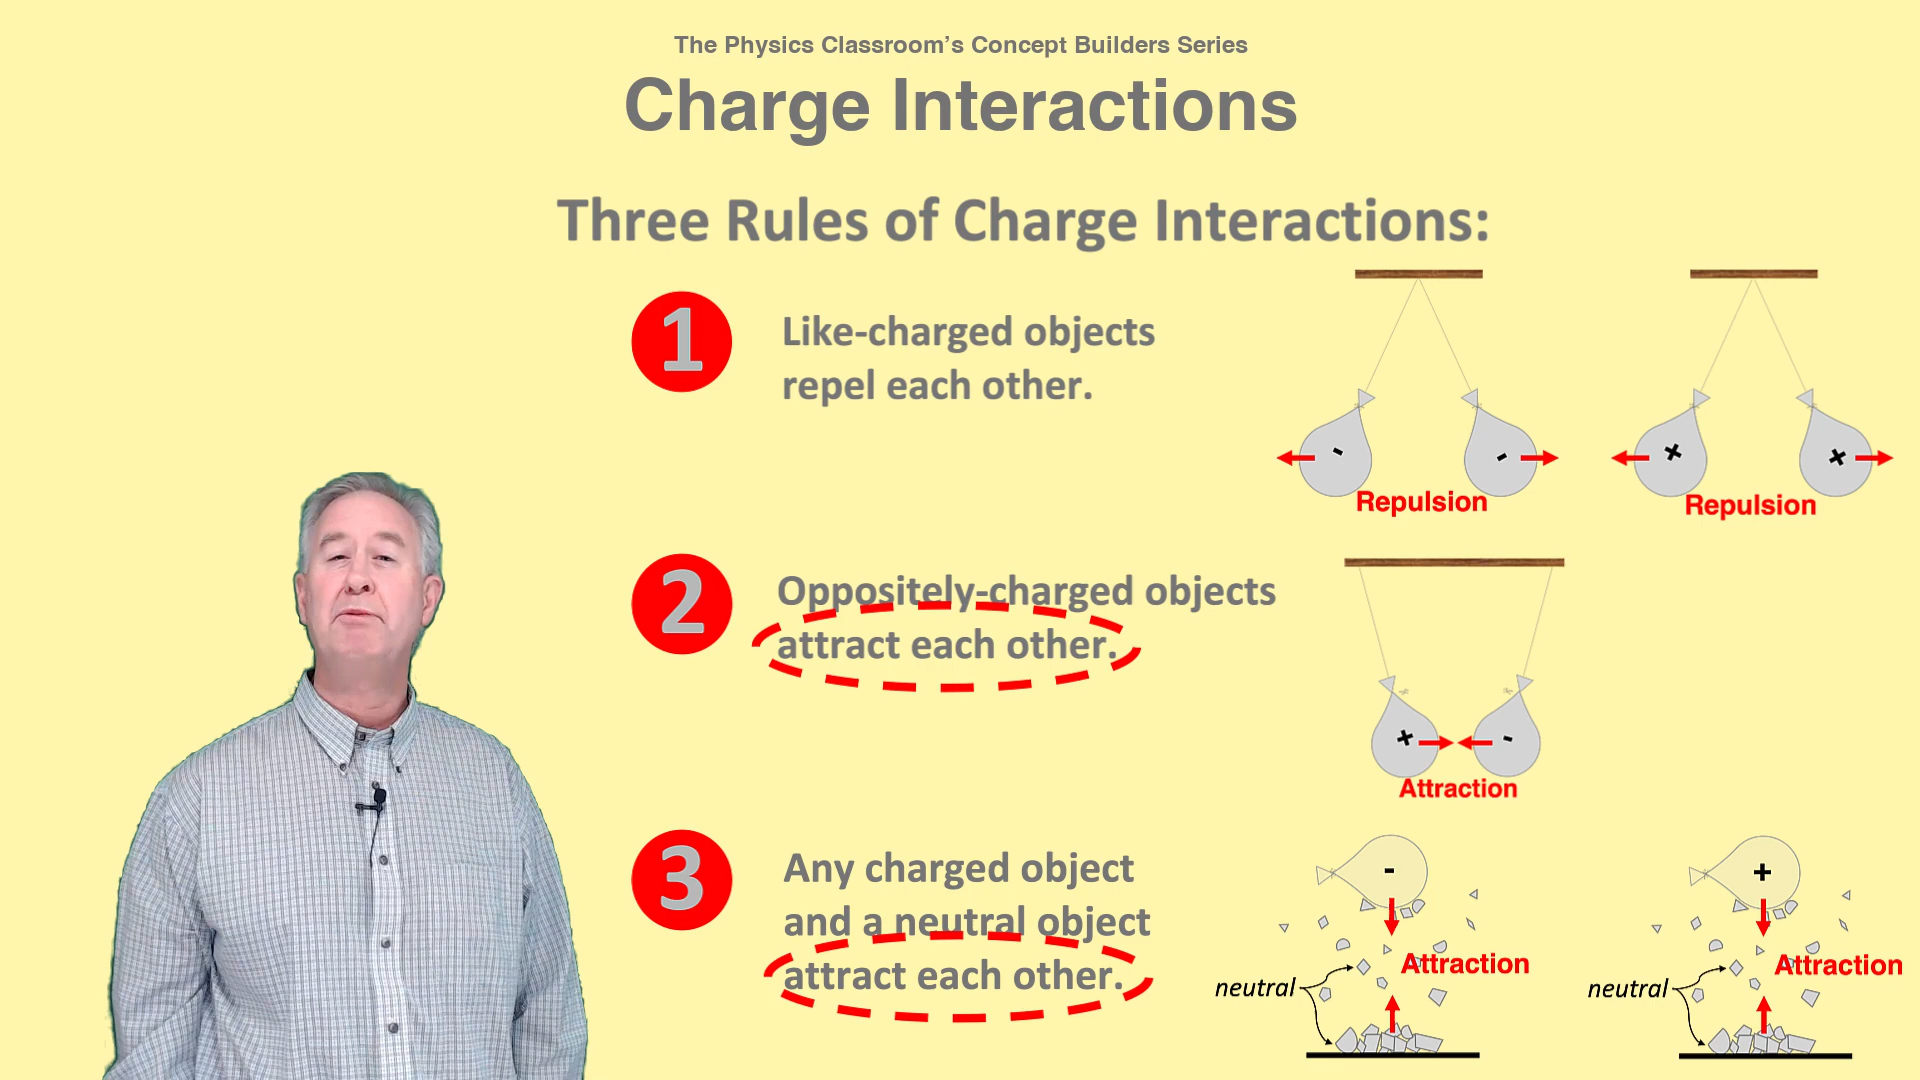 The Physics Classroom’s Concept Builders Series
Charge Interactions
Three Rules of Charge Interactions:
1
Like-charged objects
repel each other.
- -
Repulsion
+ +
Repulsion
2
Oppositely-charged objects
attract each other.
+ -
Attraction
3
Any charged object
and a neutral object
attract each other.
-
Attraction
neutral
+
Attraction
neutral